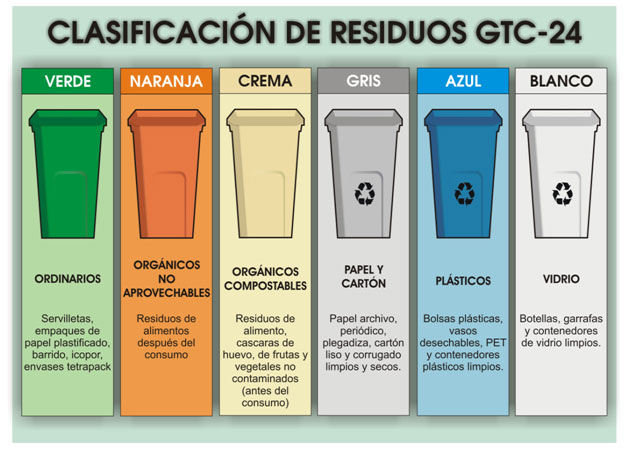 CLASIFICACIÓN DE RESIDUOS GTC-24
VERDE
ORDINARIOS
Servilletas,
empaques de
papel plastificado,
barrido, icopor,
envases tetrapack
NARANJA
ORGÁNICOS
NO
APROVECHABLES
Residuos de
alimentos
después del
consumo
CREMA
ORGÁNICOS
COMPOSTABLES
Residuos de
alimento,
cascaras de
huevo, de frutas y
vegetales no
contaminados
(antes del
consumo)
GRIS
PAPEL Y
CARTÓN
Papel archivo,
periódico,
plegadiza, cartón
liso y corrugado
limpios y secos.
AZUL
PLÁSTICOS
Bolsas plásticas,
vasos
desechables, PET
y contenedores
plásticos limpios.
BLANCO
VIDRIO
Botellas, garrafas
y contenedores
de vidrio limpios.